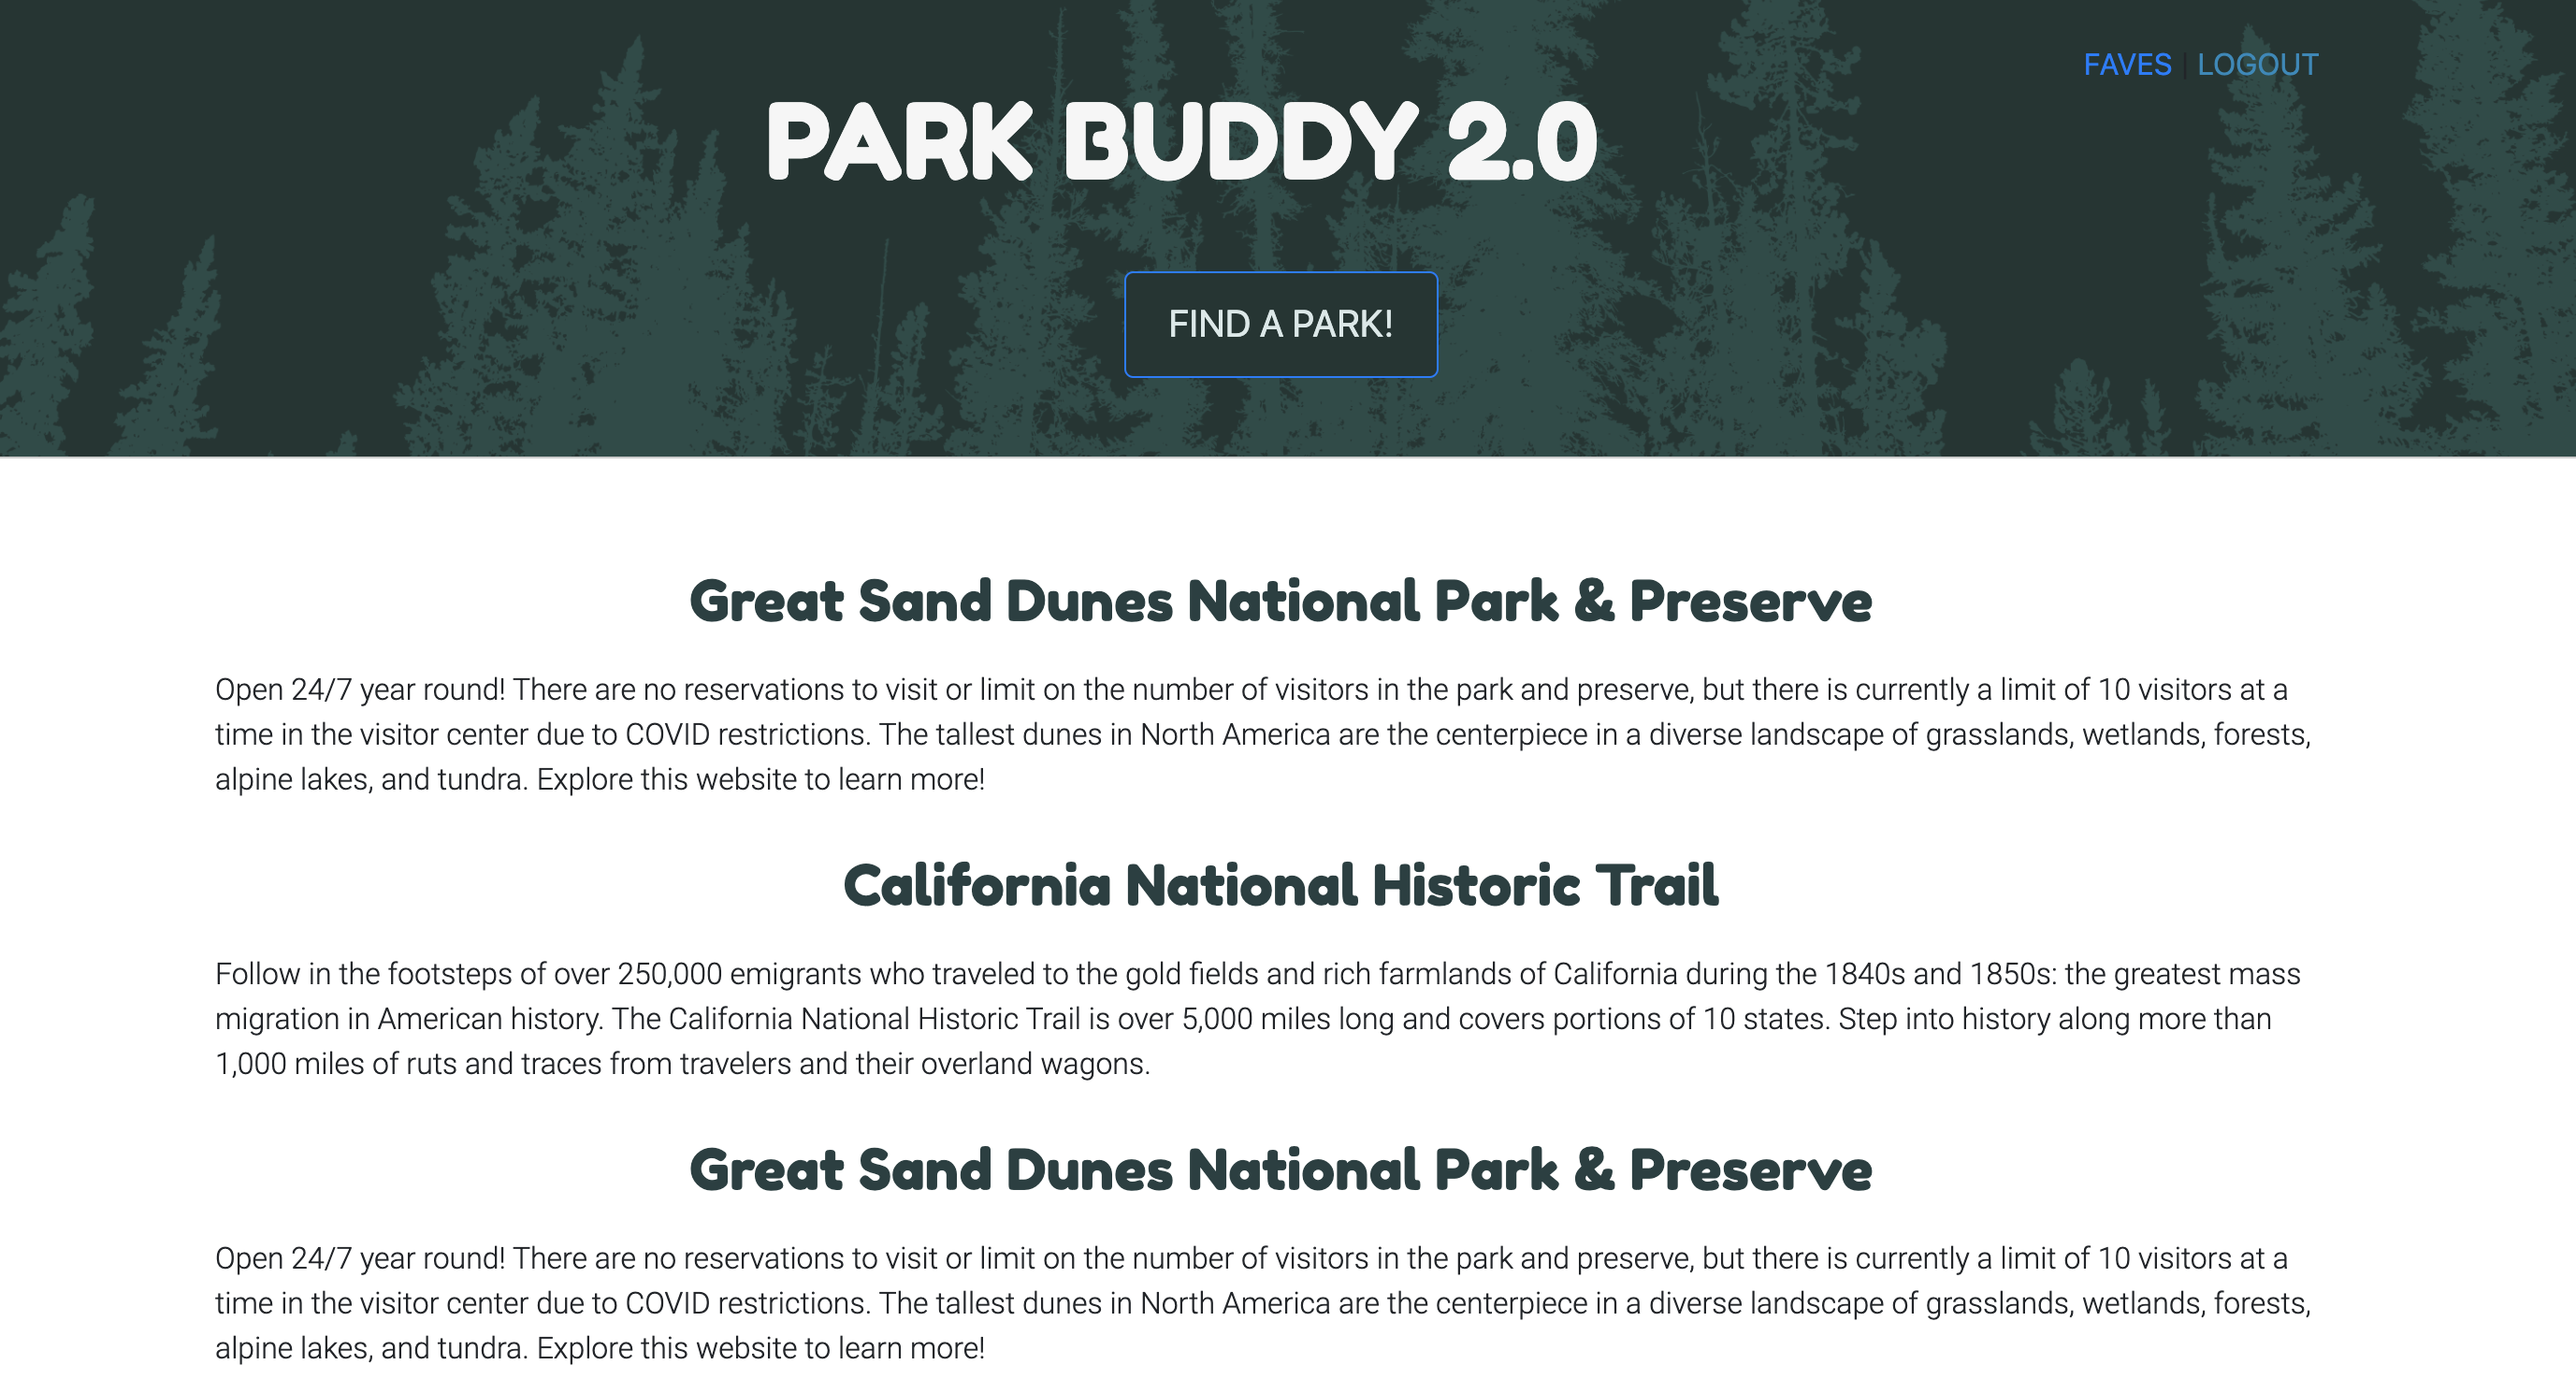 FAVES | LOGOUT
PARK BUDDY 2.0
FIND A PARK!
Great Sand Dunes National Park & Preserve
Open 24/7 year round! There are no reservations to visit or limit on the number of visitors in the park and preserve, but there is currently a limit of 10 visitors at a
time in the visitor center due to COVID restrictions. The tallest dunes in North America are the centerpiece in a diverse landscape of grasslands, wetlands, forests,
alpine lakes, and tundra. Explore this website to learn more!
California National Historic Trail
Follow in the footsteps of over 250,000 emigrants who traveled to the gold fields and rich farmlands of California during the 1840s and 1850s: the greatest mass
migration in American history. The California National Historic Trail is over 5,000 miles long and covers portions of 10 states. Step into history along more than
1,000 miles of ruts and traces from travelers and their overland wagons.
Great Sand Dunes National Park & Preserve
Open 24/7 year round! There are no reservations to visit or limit on the number of visitors in the park and preserve, but there is currently a limit of 10 visitors at a
time in the visitor center due to COVID restrictions. The tallest dunes in North America are the centerpiece in a diverse landscape of grasslands, wetlands, forests,
alpine lakes, and tundra. Explore this website to learn more!